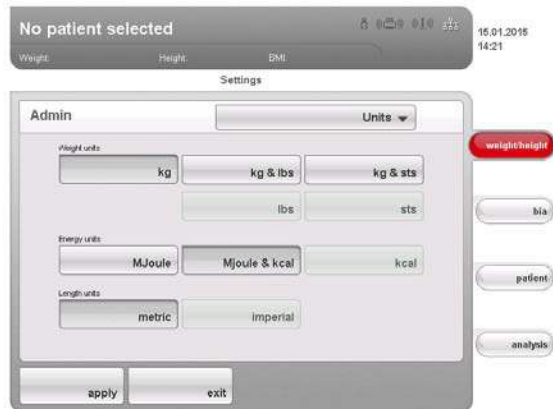 No patient selected
15.01.2015
14:21
Weight: Height: BMI:
Settings
Admin
Units
Weight units
kg
kg & lbs
kg & sts
lbs
sts
Energy units
MJoule
Mjoule & kcal
kcal
Length units
metric
imperial
weight/height
bia
patient
analysis
apply
exit